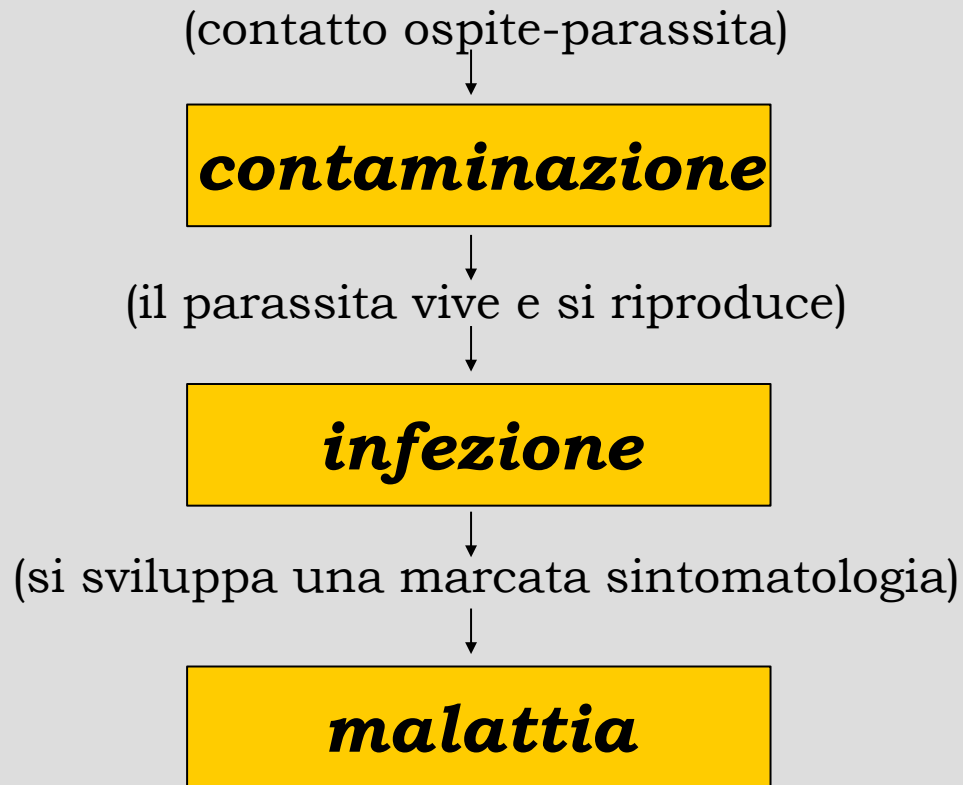 (contatto ospite-parassita)
contaminazione
(il parassita vive e si riproduce)
infezione
(si sviluppa una marcata sintomatologia)
malattia